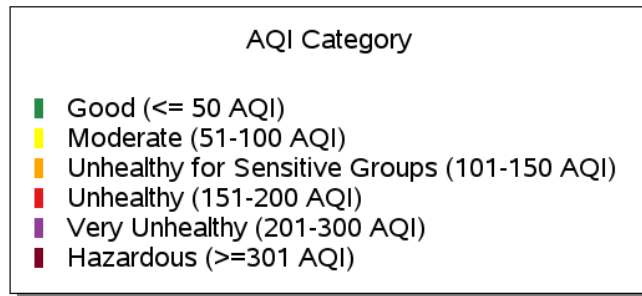 AQI Category
Good (<= 50 AQI)
Moderate (51-100 AQI)
Unhealthy for Sensitive Groups (101-150 AQI)
Unhealthy (151-200 AQI)
Very Unhealthy (201-300 AQI)
Hazardous (>=301 AQI)